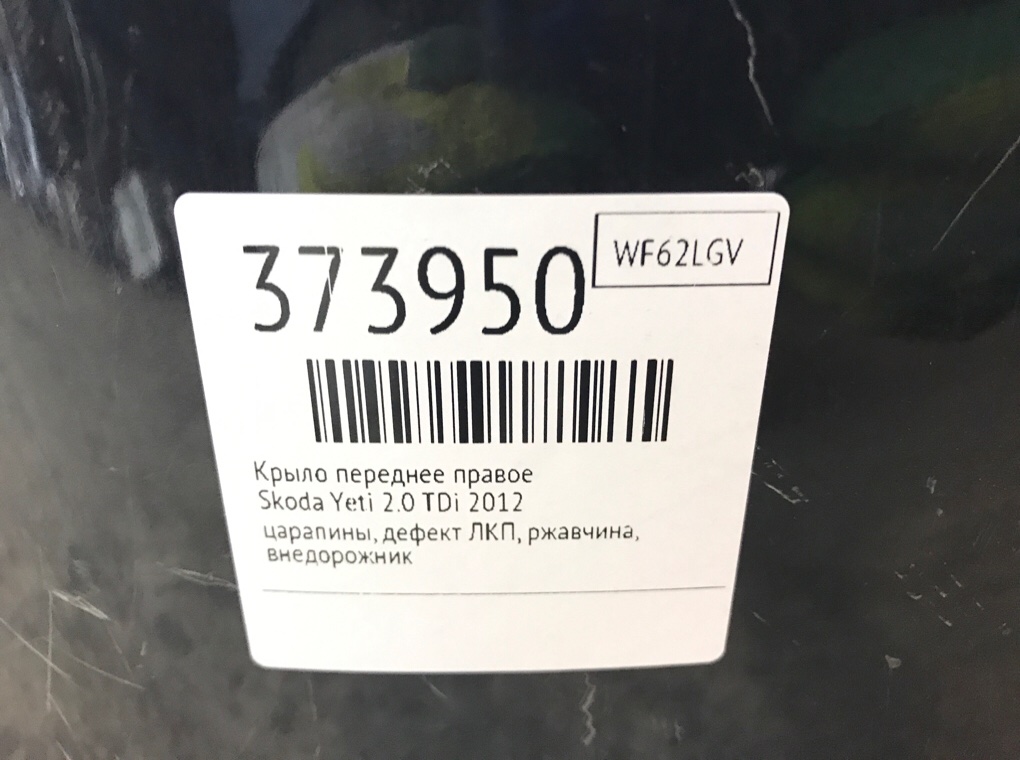 373950
WF62LGV
Крыло переднее правое
Skoda Yeti 2.0 TDi 2012
царапины, дефект ЛКП, ржавчина,
внедорожник